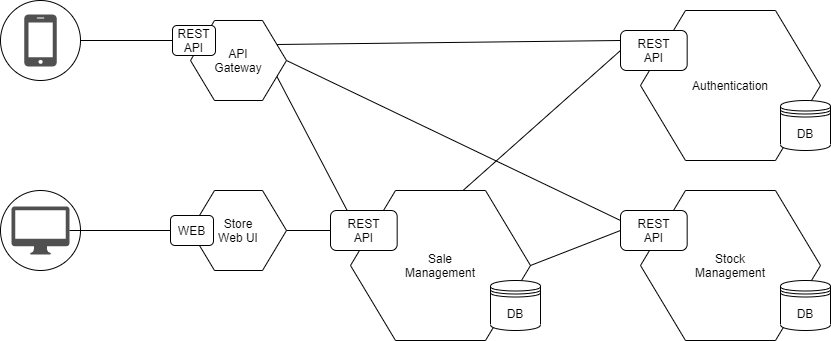 REST
API
API
Gateway
REST
API
Authentication
DB
WEB
Store
Web UI
REST
API
Sale
Management
DB
REST
API
Stock
Management
DB